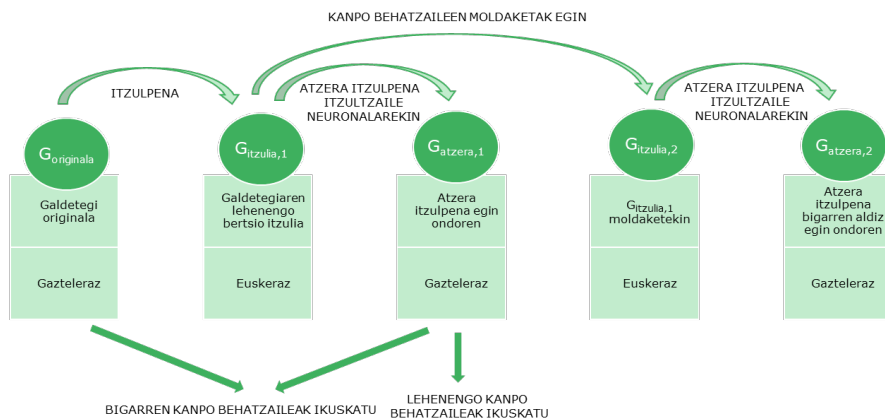 KANPO BEHATZAILEEN MOLDAKETAK EGIN
ITZULPENA
ATZERA ITZULPENA
ITZULTZAILE
NEURONALAREKIN
ATZERA ITZULPENA
ITZULTZAILE
NEURONALAREKIN
Goriginala
Gitzulia,1
Gatzera,1
Gitzulia,2
Gatzera,2
Galdetegi
originala
Galdetegiaren
lehenengo
bertsio itzulia
Atzera
itzulpena egin
ondoren
Gitzulia,1
moldaketekin
Atzera
itzulpena
bigarren aldiz
egin ondoren
Gazteleraz
Euskeraz
Gazteleraz
Euskeraz
Gazteleraz
BIGARREN KANPO BEHATZAILEAK IKUSKATU
LEHENENGO KANPO
BEHATZAILEAK IKUSKATU